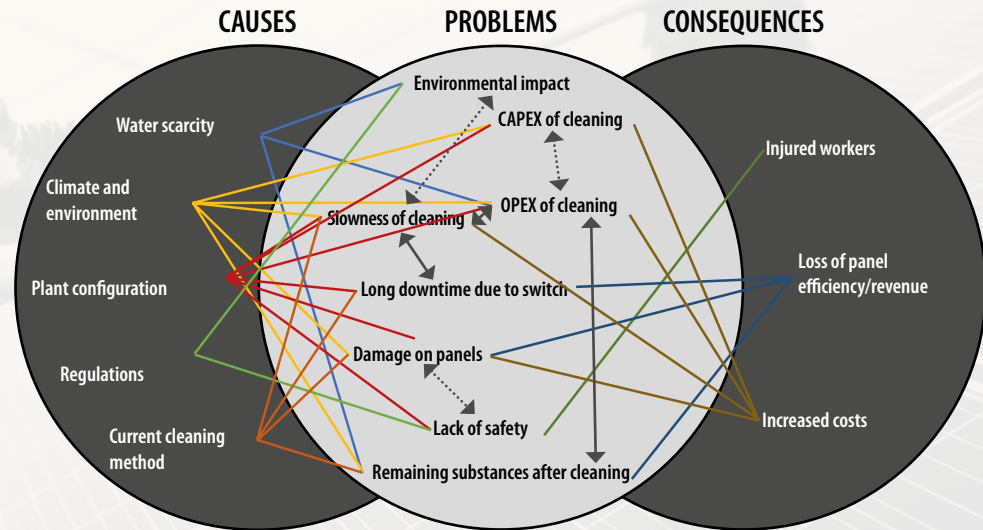 CAUSES
PROBLEMS
CONSEQUENCES
Water scarcity
Climate and
environment
Plant configuration
Regulations
Current cleaning
method
Environmental impact
CAPEX of cleaning
OPEX of cleaning
Slowness of cleaning
Long downtime due to switch
Damage on panels
Lack of safety
Remaining substances after cleaning
Injured workers
Loss of panel
efficiency/revenue
Increased costs